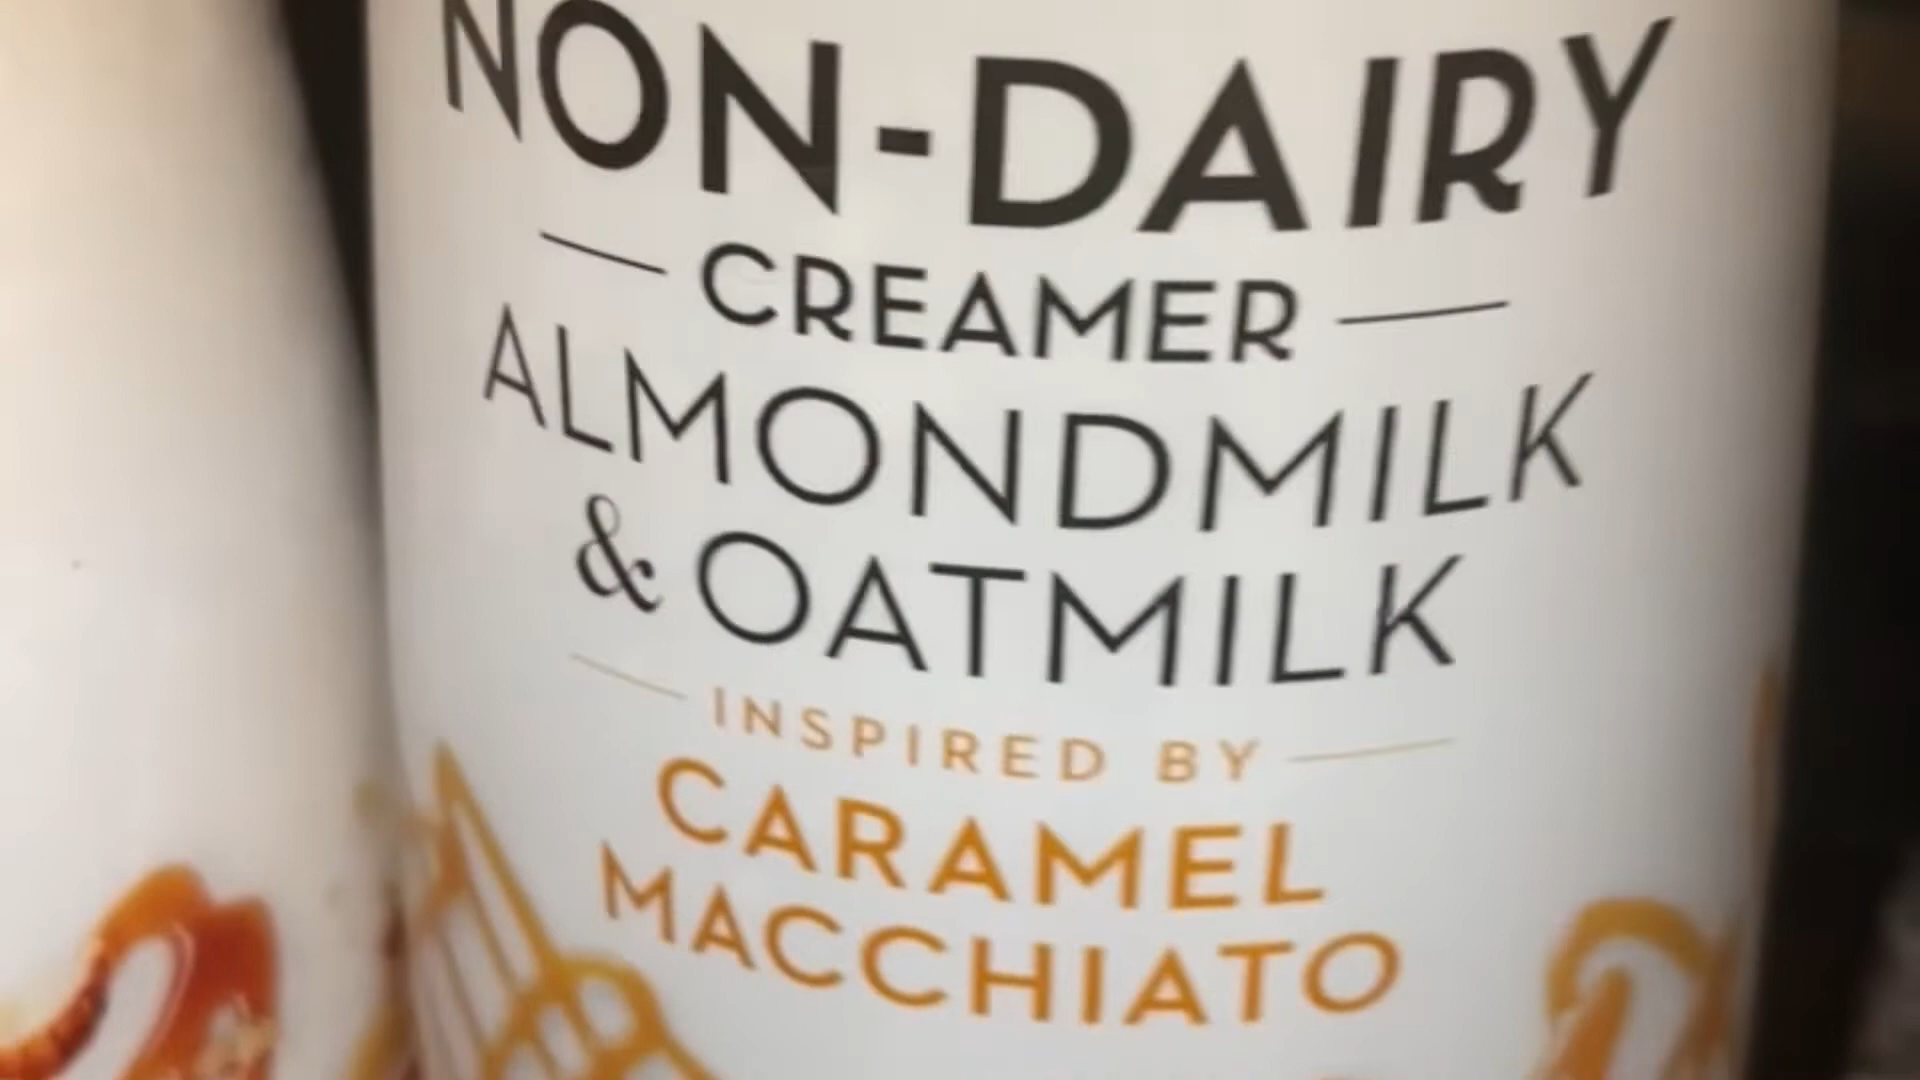 NON-DAIRY
CREAMER
ALMONDMILK
& OATMILK
INSPIRED BY
CARAMEL
MACCHIATO